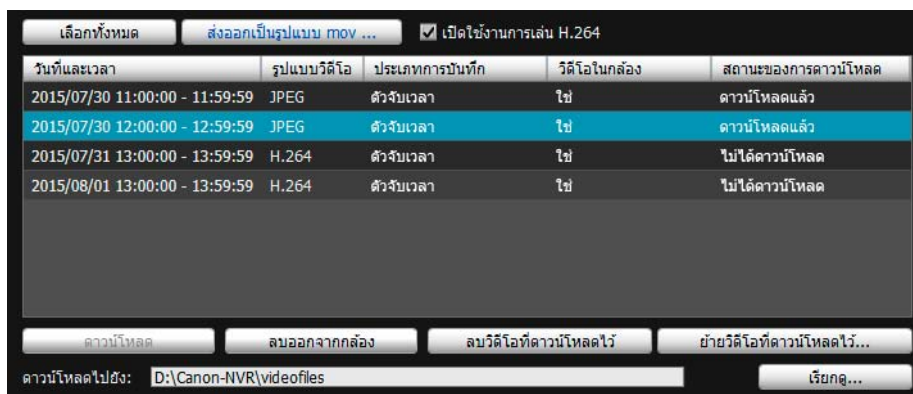 เลือกทั้งหมด ส่งออกเป็นรูปแบบ mov ... เปิดใช้งานการเล่น H.264
วันที่และเวลา รูปแบบวิดีโอ ประเภทการบันทึก วิดีโอในกล้อง สถานะของการดาวน์โหลด
2015/07/30 11:00:00 - 11:59:59 JPEG ตัวจับเวลา ใช่ ดาวน์โหลดแล้ว
2015/07/30 12:00:00 - 12:59:59 JPEG ตัวจับเวลา ใช่ ดาวน์โหลดแล้ว
2015/07/31 13:00:00 - 13:59:59 H.264 ตัวจับเวลา ใช่ ไม่ได้ดาวน์โหลด
2015/08/01 13:00:00 - 13:59:59 H.264 ตัวจับเวลา ใช่ ไม่ได้ดาวน์โหลด
ดาวน์โหลด ลบออกจากกล้อง ลบวิดีโอที่ดาวน์โหลดไว้ ย้ายวิดีโอที่ดาวน์โหลดไว้...
ดาวน์โหลดไปยัง: D:\Canon-NVR\videofiles เรียกดู...